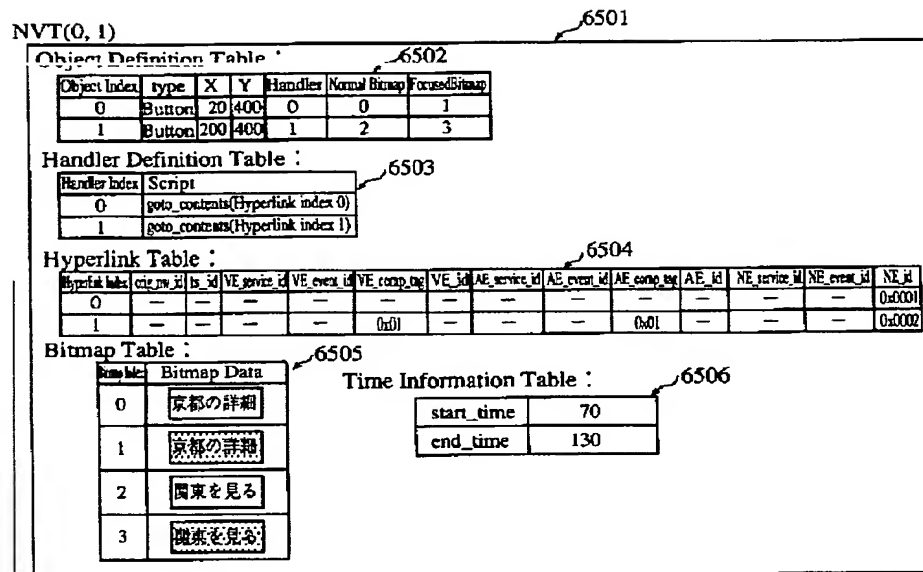 6501
NVT(0, 1)
Object Definition Table : 6502
Object Index type X Y Handler Normal Bitmap FocusedBitmap
0 Button 20 400 0 0 1
1 Button 200 400 1 2 3
Handler Definition Table : 6503
Handler Index Script
0 goto_contents(Hyperlink index 0)
1 goto_contents(Hyperlink index 1)
Hyperlink Table : 6504
Hyperlink Index orig_nw_id ts_id VE_service_id VE_event_id VE_comp_tag VE_id AE_service_id AE_event_id AE_comp_tag AE_id NE_service_id NE_event_id NE_id
0 — — — — — — — — — — — — 0x0001
1 — — — — 0x01 — — — 0x01 — — — 0x0002
Bitmap Table : 6505
Bitmap Index Bitmap Data
0 京都の詳細
1 京都の詳細
2 関東を見る
3 関東を見る
Time Information Table : 6506
start_time 70
end_time 130